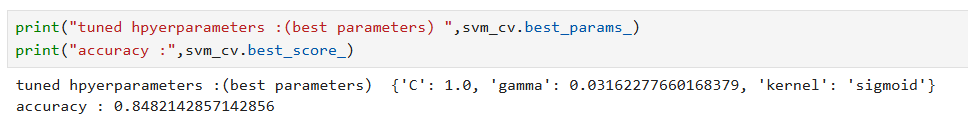 print("tuned hpyerparameters :(best parameters) ",svm_cv.best_params_)
print("accuracy :",svm_cv.best_score_)
tuned hpyerparameters :(best parameters)  {'C': 1.0, 'gamma': 0.03162277660168379, 'kernel': 'sigmoid'}
accuracy : 0.8482142857142856